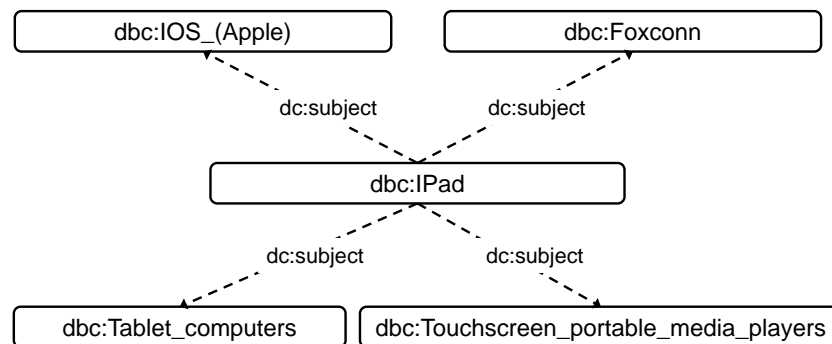 dbc:IOS_(Apple)
dbc:Foxconn
dc:subject
dc:subject
dbc:IPad
dc:subject
dc:subject
dbc:Tablet_computers
dbc:Touchscreen_portable_media_players